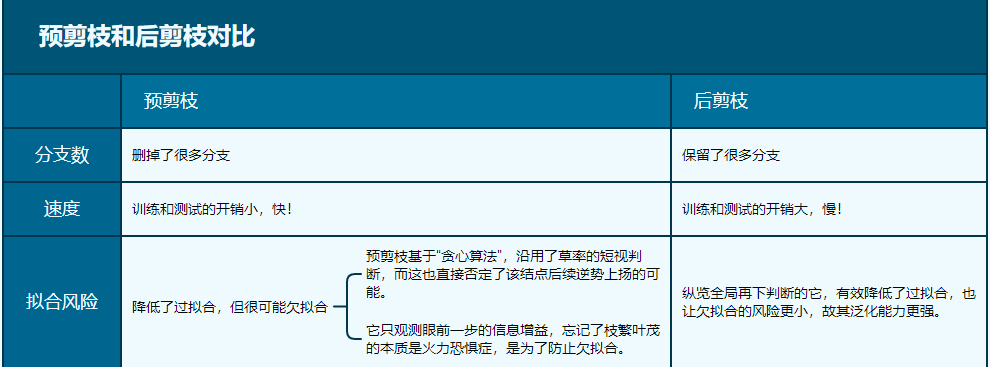 预剪枝和后剪枝对比
预剪枝
后剪枝
分支数
删掉了很多分支
保留了很多分支
速度
训练和测试的开销小，快！
训练和测试的开销大，慢！
拟合风险
降低了过拟合，但很可能欠拟合
预剪枝基于"贪心算法"，沿用了草率的短视判
断，而这也直接否定了该结点后续逆势上扬的可
能。
它只观测眼前一步的信息增益，忘记了枝繁叶茂
的本质是火力恐惧症，是为了防止欠拟合。
纵览全局再下判断的它，有效降低了过拟合，也
让欠拟合的风险更小，故其泛化能力更强。